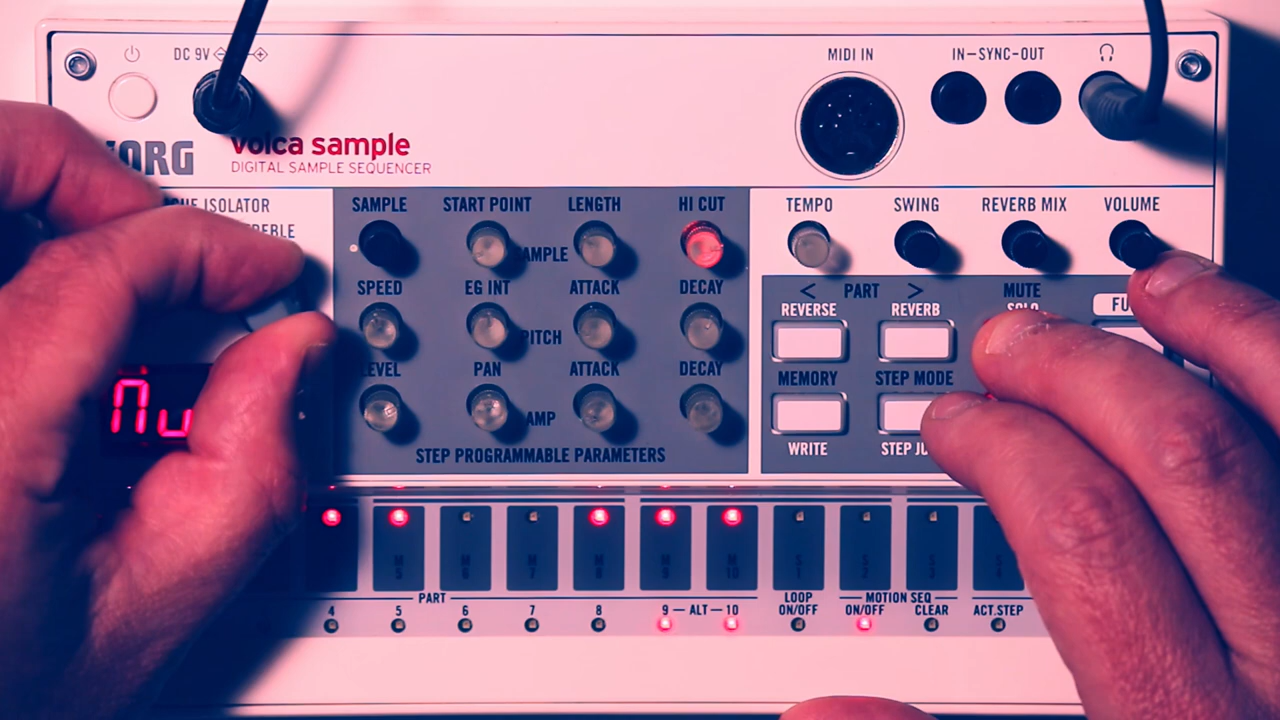 DC 9V
MIDI IN
IN–SYNC–OUT
ORG
volca sample
DIGITAL SAMPLE SEQUENCER
ISOLATOR
SAMPLE
START POINT
LENGTH
HI CUT
TEMPO
SWING
REVERB MIX
VOLUME
SPEED
EG INT
ATTACK
DECAY
< PART >
MUTE
REVERSE
REVERB
SOLO
PITCH
PAN
ATTACK
DECAY
MEMORY
STEP MODE
AMP
WRITE
STEP
STEP PROGRAMMABLE PARAMETERS
PART
LOOP
MOTION SEQ
4
5
6
7
8
9 – ALT – 10
ON/OFF
ON/OFF
CLEAR
ACT.STEP